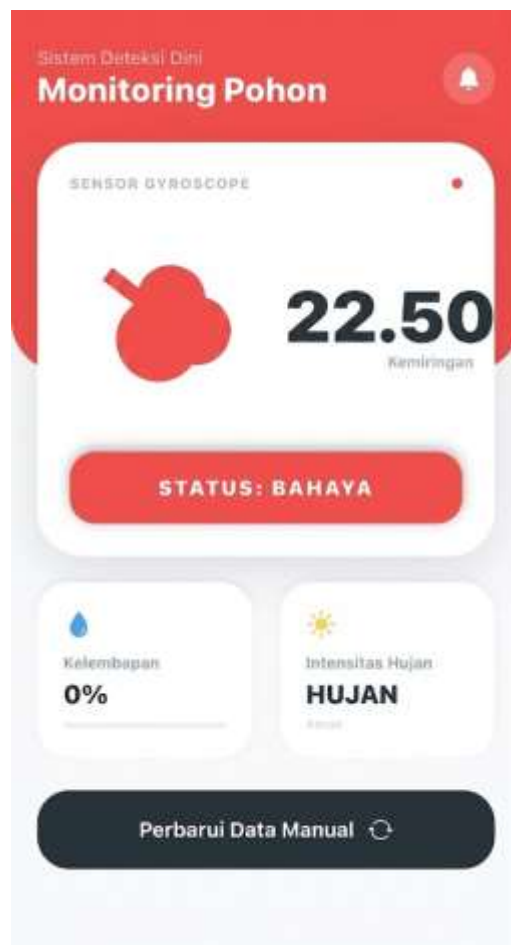 Sistem Deteksi Dini
Monitoring Pohon
SENSOR GYROSCOPE
22.50
Kemiringan
STATUS: BAHAYA
Kelembapan
0%
Intensitas Hujan
HUJAN
Perbarui Data Manual